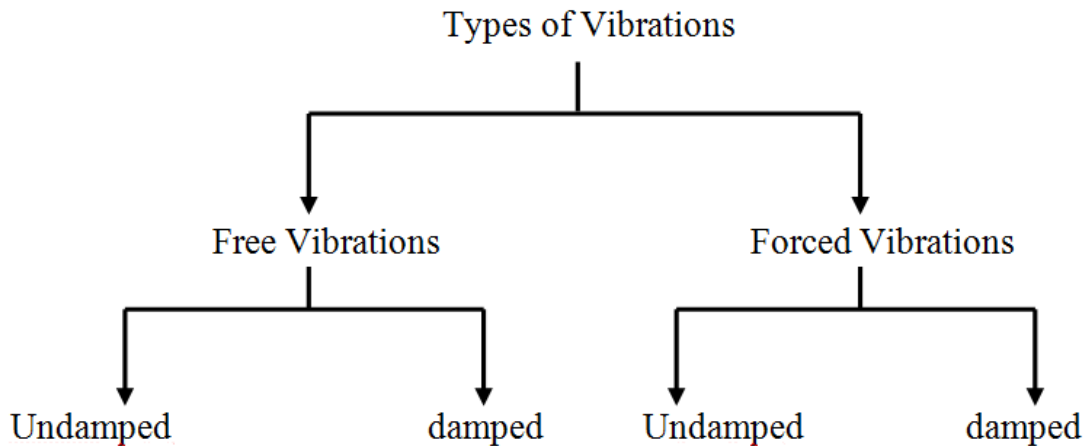 Types of Vibrations
Free Vibrations
Forced Vibrations
Undamped
damped
Undamped
damped